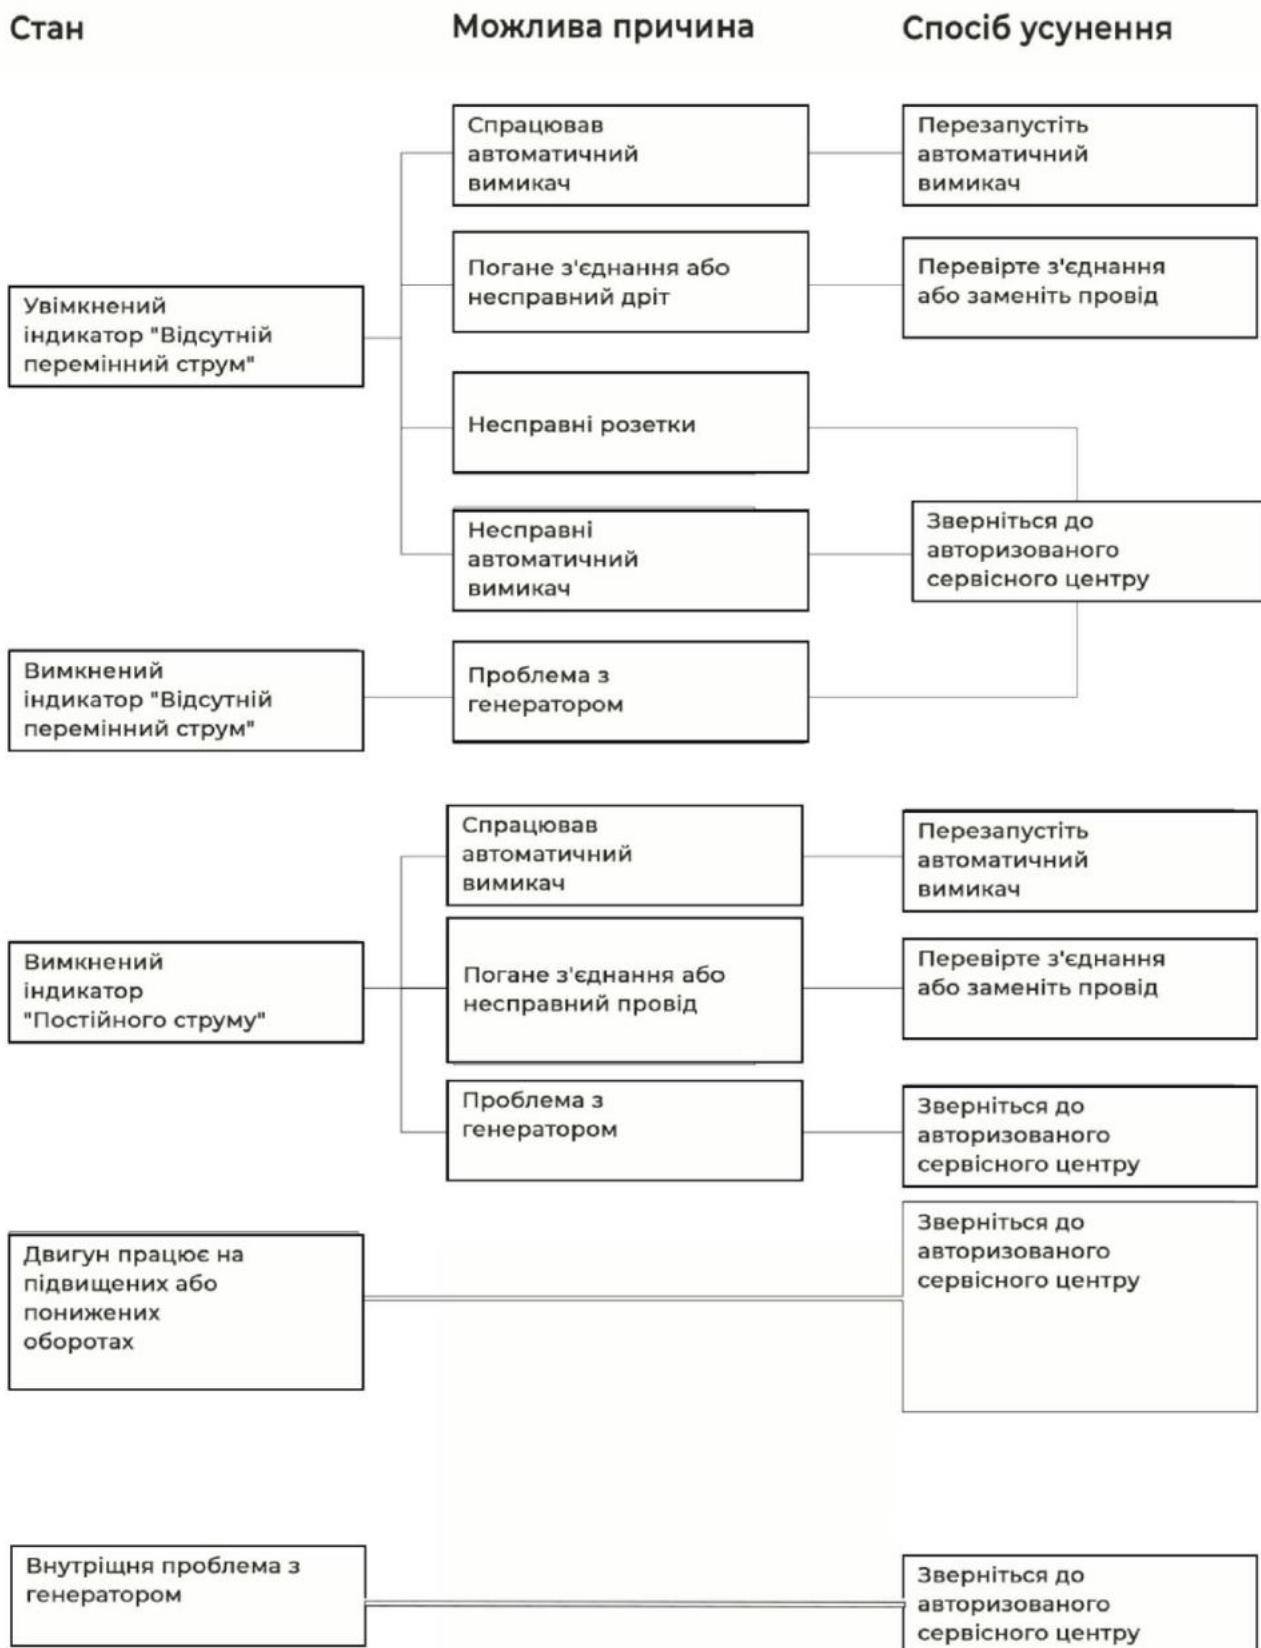 Стан
Можлива причина
Спосіб усунення
Увімкнений
індикатор "Відсутній
перемінний струм"
Спрацював
автоматичний
вимикач
Перезапустіть
автоматичний
вимикач
Погане з'єднання або
несправний дріт
Перевірте з'єднання
або заменіть провід
Несправні розетки
Несправні
автоматичний
вимикач
Зверніться до
авторизованого
сервісного центру
Вимкнений
індикатор "Відсутній
перемінний струм"
Проблема з
генератором
Вимкнений
індикатор
"Постійного струму"
Спрацював
автоматичний
вимикач
Перезапустіть
автоматичний
вимикач
Погане з'єднання або
несправний провід
Перевірте з'єднання
або заменіть провід
Проблема з
генератором
Зверніться до
авторизованого
сервісного центру
Двигун працює на
підвищених або
понижених
оборотах
Зверніться до
авторизованого
сервісного центру
Внутріщня проблема з
генератором
Зверніться до
авторизованого
сервісного центру